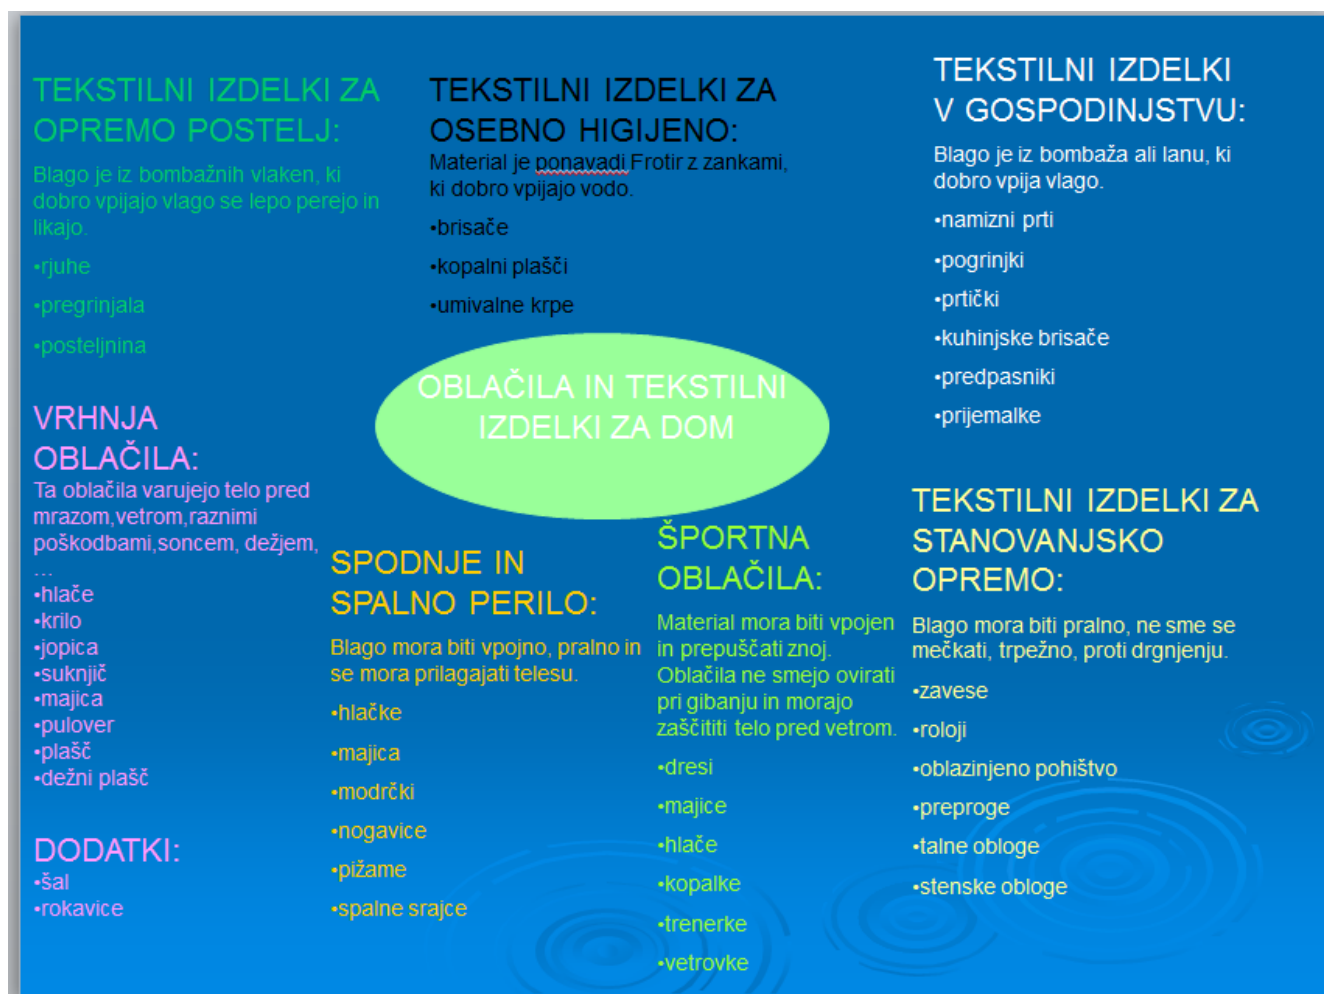 TEKSTILNI IZDELKI ZA
OPREMO POSTELJ:
Blago je iz bombažnih vlaken, ki
dobro vpijajo vlago se lepo perejo in
likajo.
•rjuhe
•pregrinjala
•posteljnina
TEKSTILNI IZDELKI ZA
OSEBNO HIGIJENO:
Material je ponavadi Frotir z zankami,
ki dobro vpijajo vodo.
•brisače
•kopalni plašči
•umivalne krpe
TEKSTILNI IZDELKI
V GOSPODINJSTVU:
Blago je iz bombaža ali lanu, ki
dobro vpija vlago.
•namizni prti
•pogrinjki
•prtički
•kuhinjske brisače
•predpasniki
•prijemalke
OBLAČILA IN TEKSTILNI
IZDELKI ZA DOM
VRHNJA
OBLAČILA:
Ta oblačila varujejo telo pred
mrazom,vetrom,raznimi
poškodbami,soncem, dežjem,
...
•hlače
•krilo
•jopica
•suknjič
•majica
•pulover
•plašč
•dežni plašč
DODATKI:
•šal
•rokavice
SPODNJE IN
SPALNO PERILO:
Blago mora biti vpojno, pralno in
se mora prilagajati telesu.
•hlačke
•majica
•modrčki
•nogavice
•pižame
•spalne srajce
ŠPORTNA
OBLAČILA:
Material mora biti vpojen
in prepuščati znoj.
Oblačila ne smejo ovirati
pri gibanju in morajo
zaščititi telo pred vetrom.
•dresi
•majice
•hlače
•kopalke
•trenerke
•vetrovke
TEKSTILNI IZDELKI ZA
STANOVANJSKO
OPREMO:
Blago mora biti pralno, ne sme se
mečkati, trpežno, proti drgnjenju.
•zavese
•roloji
•oblazinjeno pohištvo
•preproge
•talne obloge
•stenske obloge